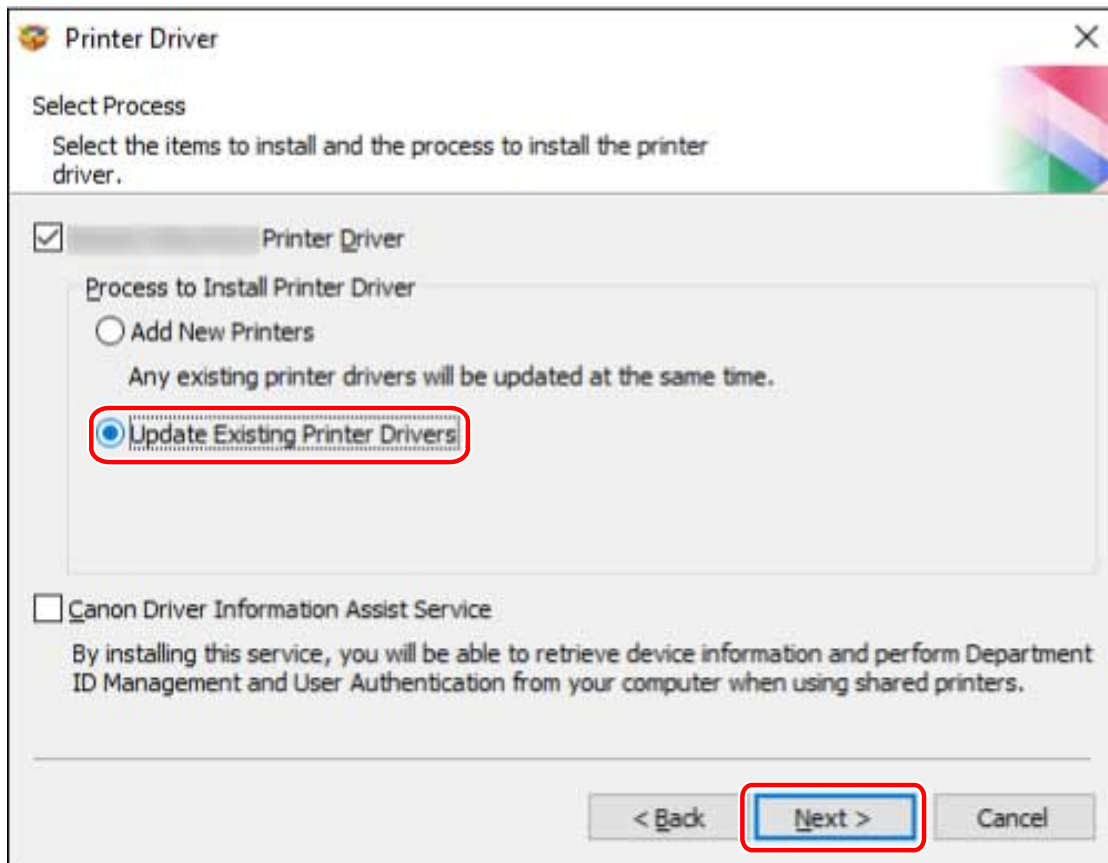 Printer Driver
Select Process
Select the items to install and the process to install the printer
driver.
Printer Driver
Process to Install Printer Driver
Add New Printers
Any existing printer drivers will be updated at the same time.
Update Existing Printer Drivers
Canon Driver Information Assist Service
By installing this service, you will be able to retrieve device information and perform Department
ID Management and User Authentication from your computer when using shared printers.
< Back Next > Cancel